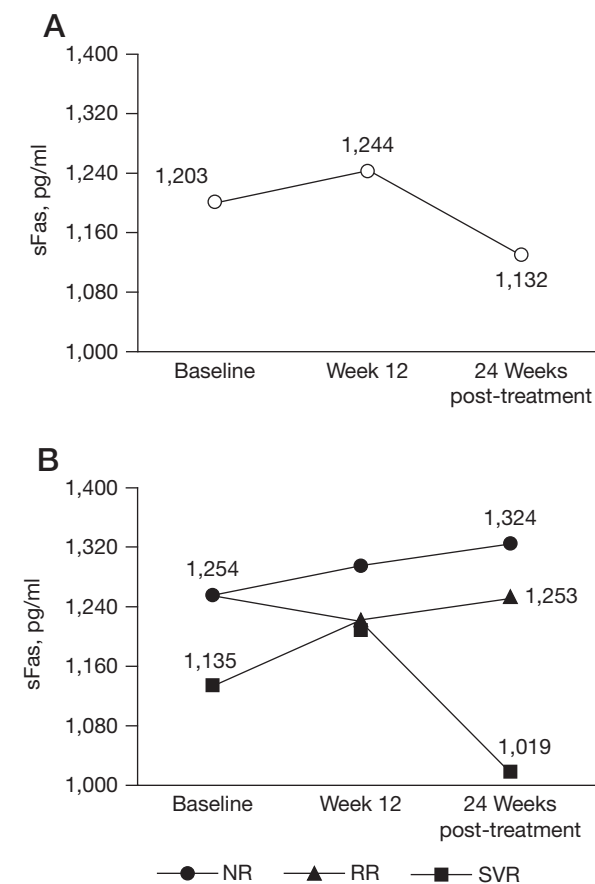 A
1,400
1,320
1,240
1,160
1,080
1,000
sFas, pg/ml
1,203
1,244
1,132
Baseline
Week 12
24 Weeks
post-treatment
B
1,400
1,320
1,240
1,160
1,080
1,000
sFas, pg/ml
1,254
1,324
1,253
1,135
1,019
Baseline
Week 12
24 Weeks
post-treatment
NR RR SVR